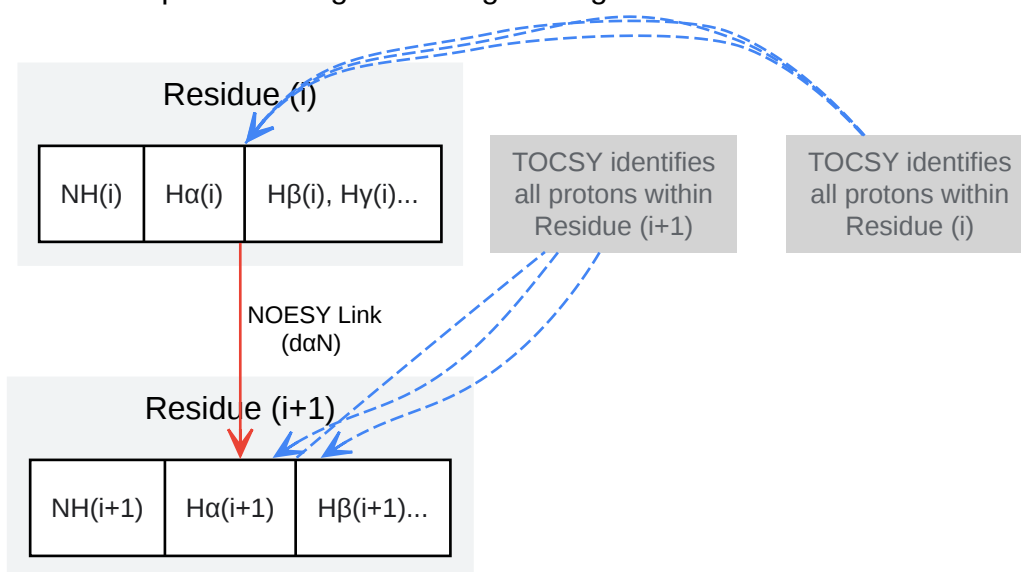 Residue (i)
NH(i)
Hα(i)
Hβ(i), Hγ(i)...
TOCSY identifies
all protons within
Residue (i+1)
TOCSY identifies
all protons within
Residue (i)
NOESY Link
(dαN)
Residue (i+1)
NH(i+1)
Hα(i+1)
Hβ(i+1)...